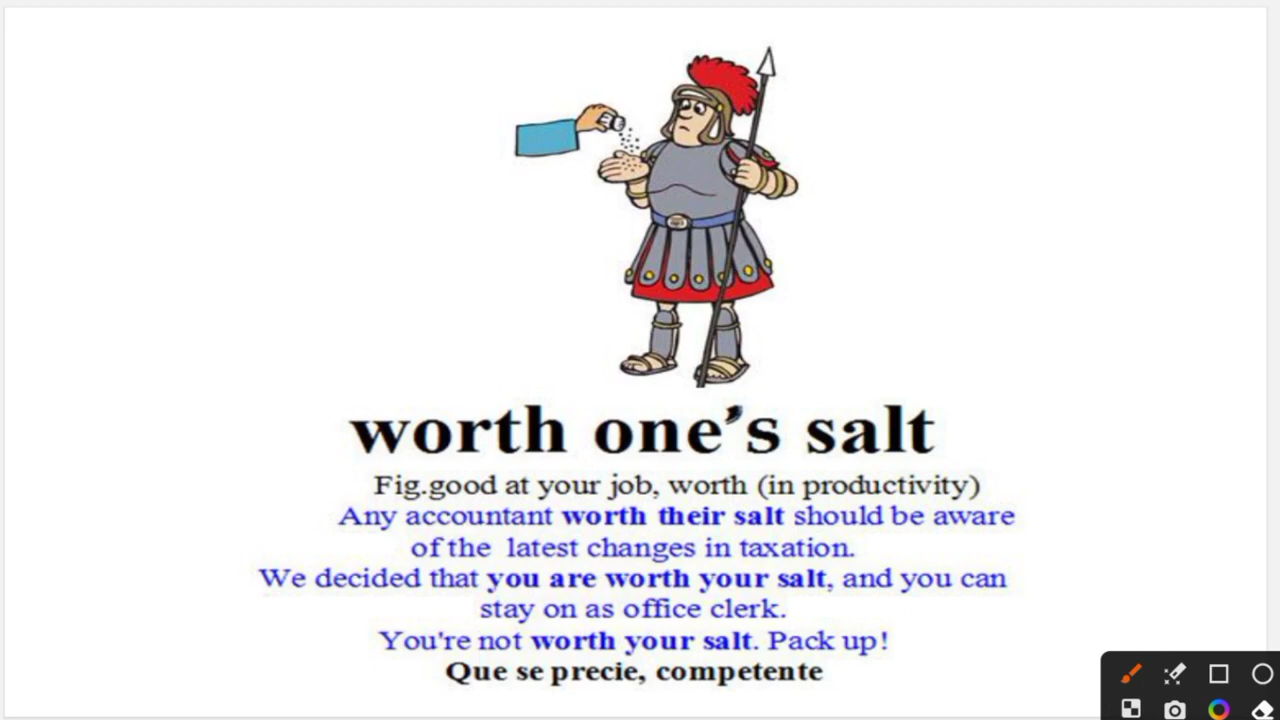 worth one's salt
Fig.good at your job, worth (in productivity)
Any accountant worth their salt should be aware
of the latest changes in taxation.
We decided that you are worth your salt, and you can
stay on as office clerk.
You're not worth your salt. Pack up!
Que se precie, competente